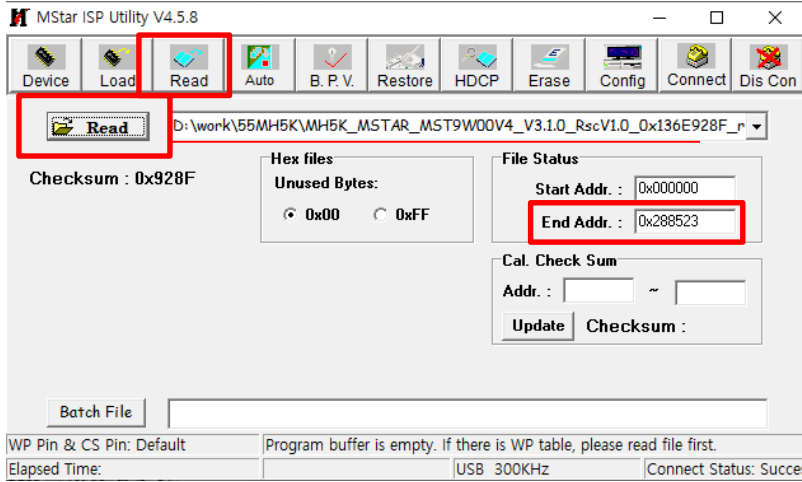 MStar ISP Utility V4.5.8
Device Load Read Auto B. P. V. Restore HDCP Erase Config Connect Dis Con
Read D:\work\55MH5K\MH5K_MSTAR_MST9W00V4_V3.1.0_RscV1.0_0x136E928F_r
Checksum : 0x928F
Hex files
Unused Bytes:
0x00 0xFF
File Status
Start Addr. : 0x000000
End Addr. : 0x288523
Cal. Check Sum
Addr. : ~
Update Checksum :
Batch File
WP Pin & CS Pin: Default Program buffer is empty. If there is WP table, please read file first.
Elapsed Time: USB 300KHz Connect Status: Succe